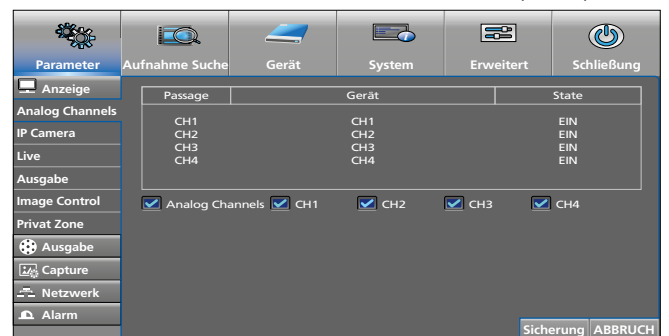 Parameter Aufnahme Suche Gerät System Erweitert Schließung
Anzeige
Analog Channels
IP Camera
Live
Ausgabe
Image Control
Privat Zone
Ausgabe
Capture
Netzwerk
Alarm
Passage Gerät State
CH1 CH1 EIN
CH2 CH2 EIN
CH3 CH3 EIN
CH4 CH4 EIN
Analog Channels CH1 CH2 CH3 CH4
Sicherung ABBRUCH